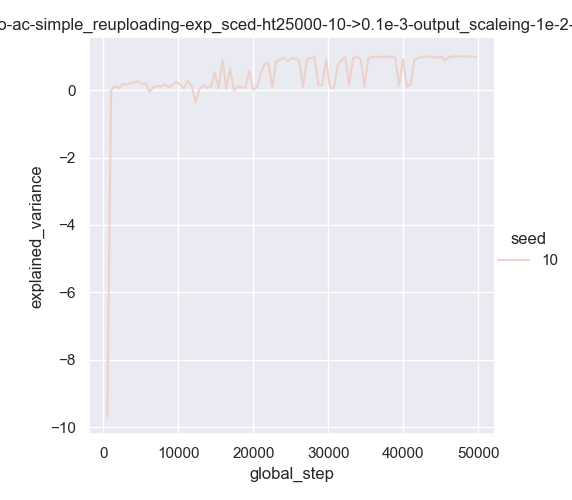 o-ac-simple_reuploading-exp_sced-ht25000-10->0.1e-3-output_scaleing-1e-2-
0
−2
−4
−6
−8
−10
explained_variance
0 10000 20000 30000 40000 50000
global_step
seed
10